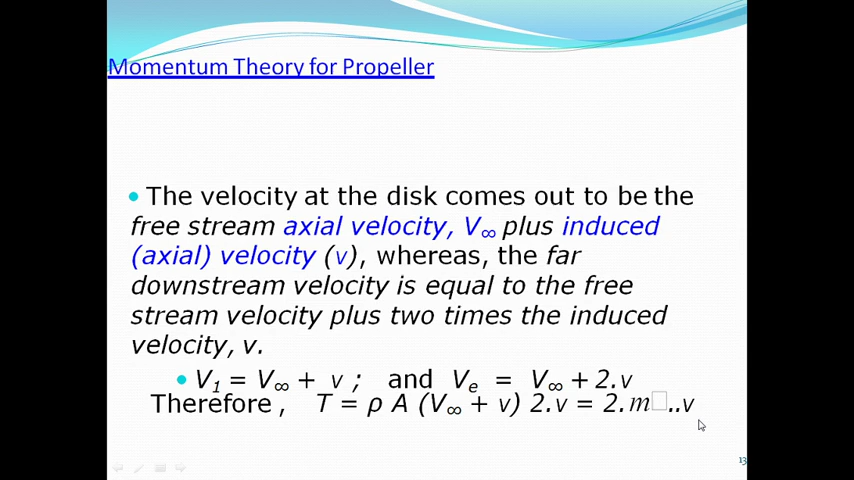 Momentum Theory for Propeller
• The velocity at the disk comes out to be the
free stream axial velocity, V∞ plus induced
(axial) velocity (v), whereas, the far
downstream velocity is equal to the free
stream velocity plus two times the induced
velocity, v.
• V₁ = V∞ + v ; and Vₑ = V∞ + 2.v
Therefore , T = ρ A (V∞ + v) 2.v = 2.m□..v
13